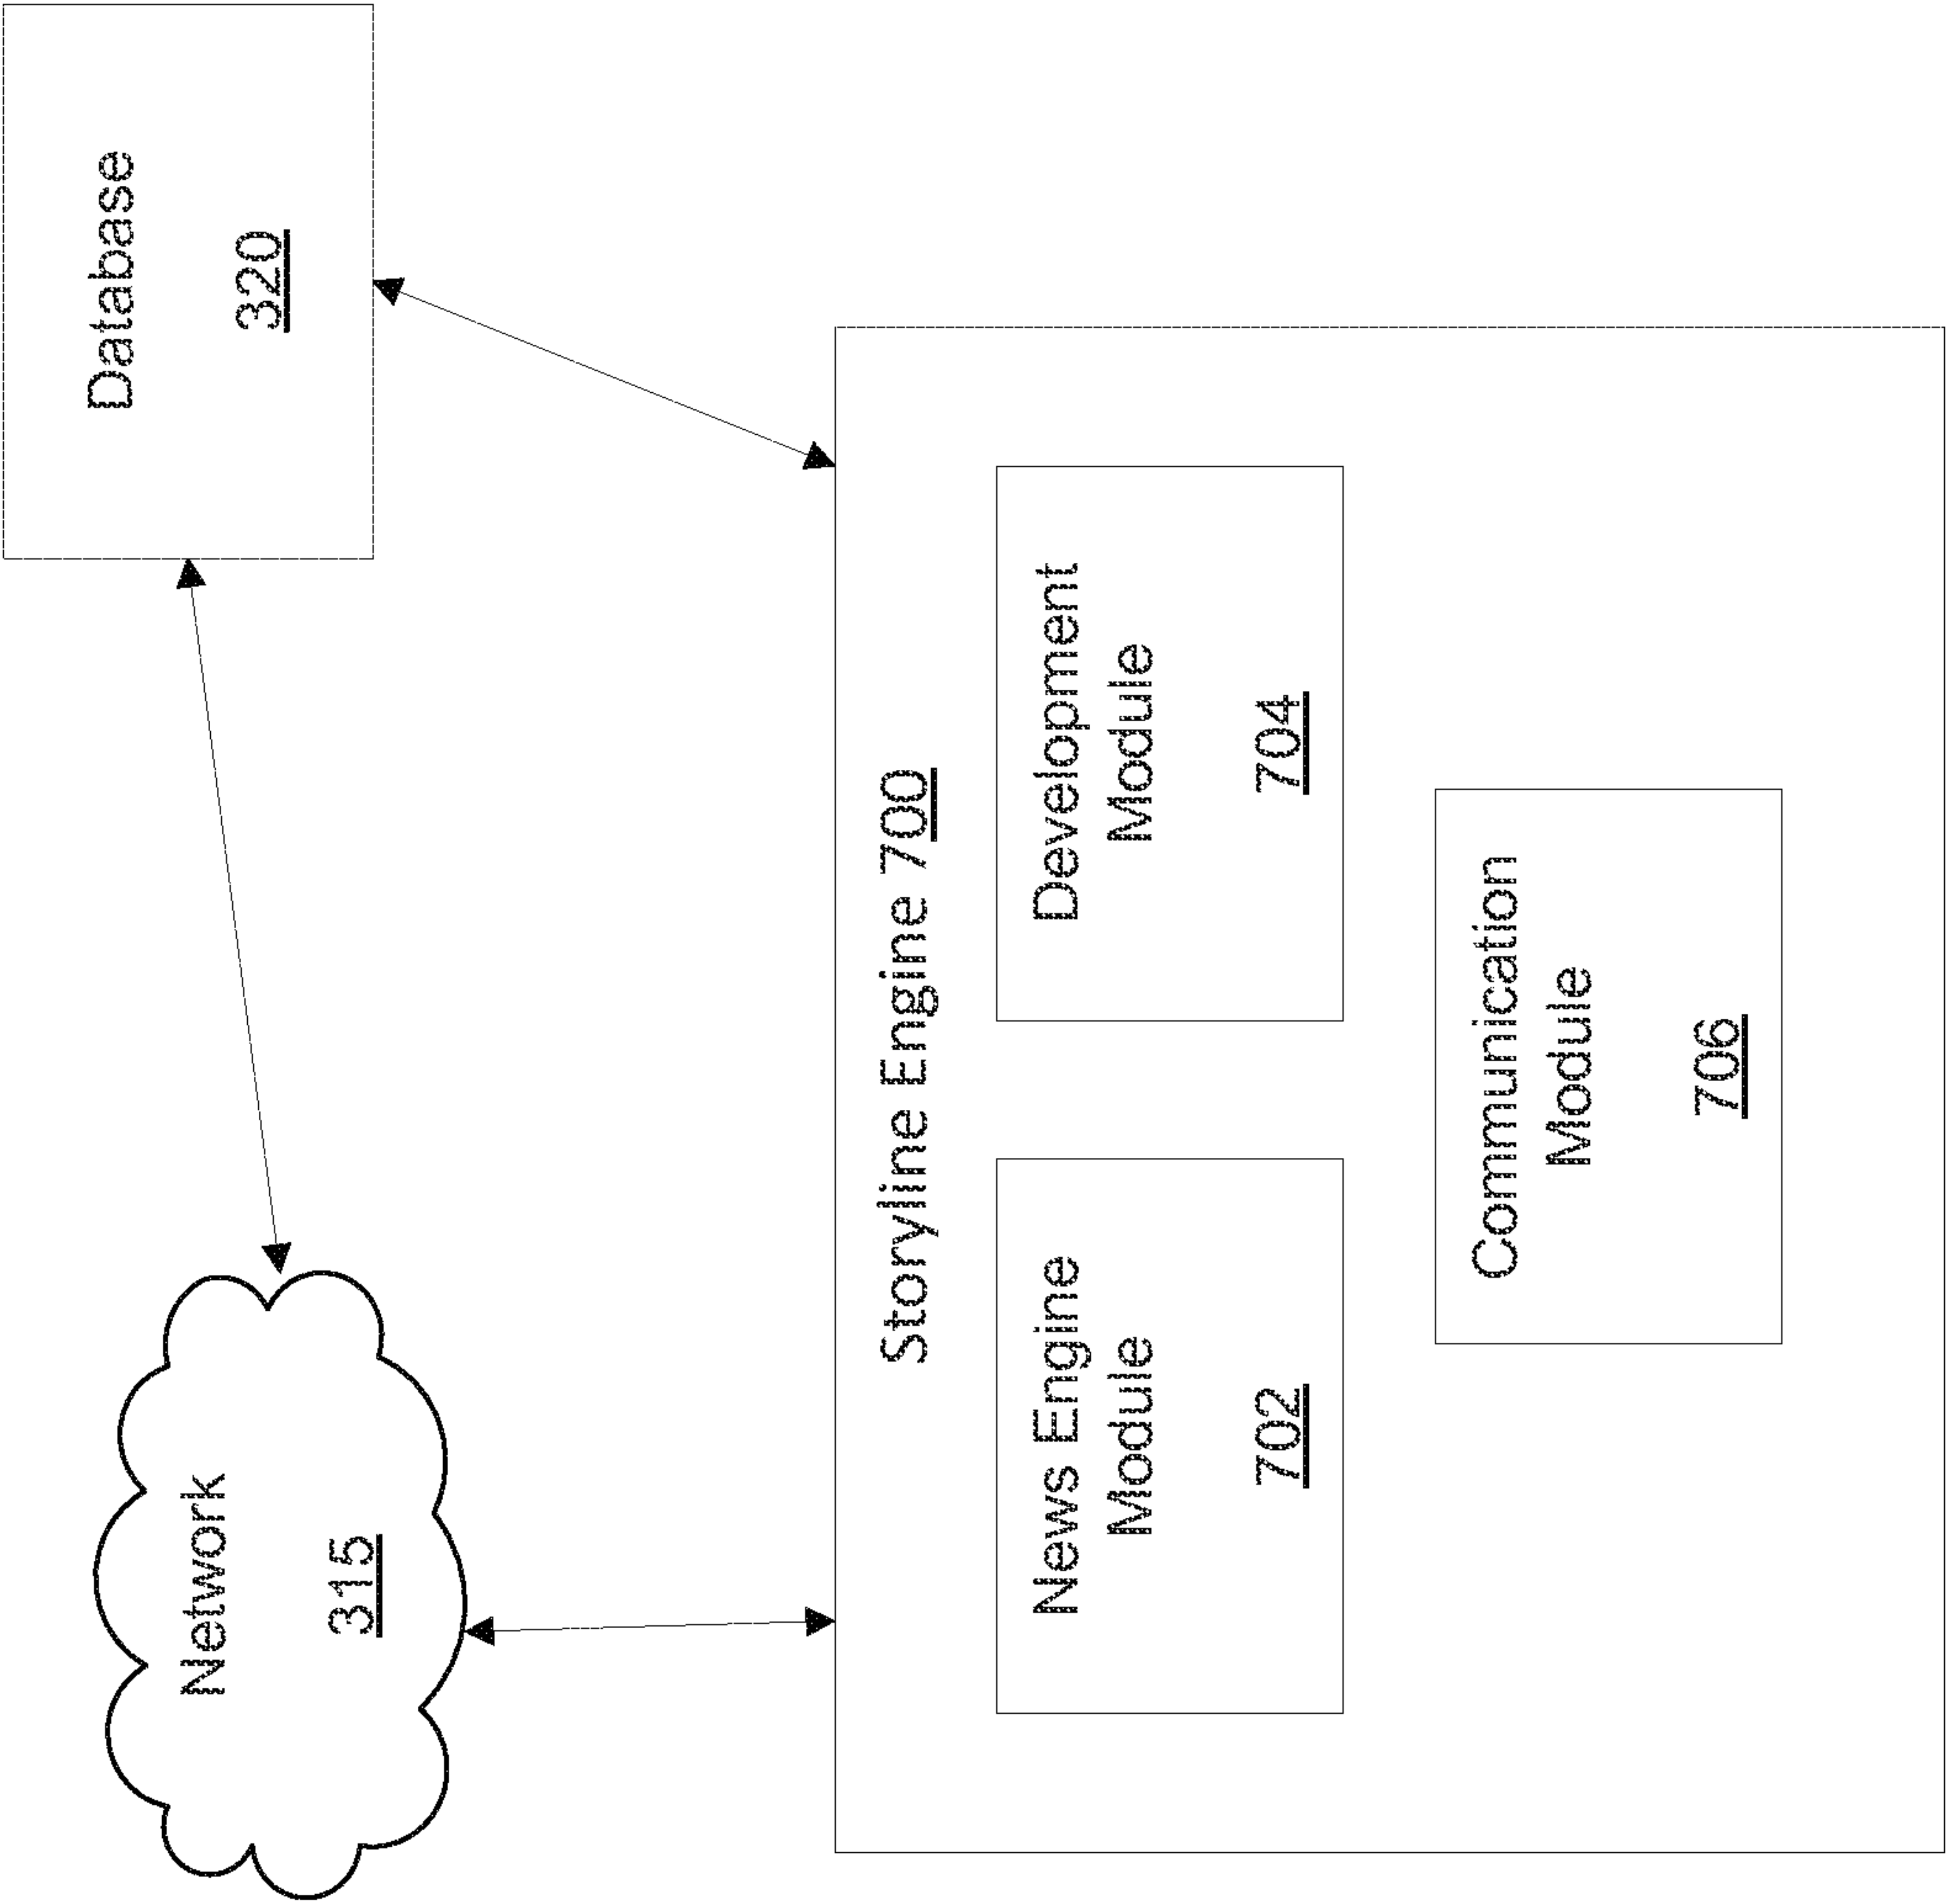 Network
315
Database
320
Storyline Engine 700
News Engine
Module
702
Development
Module
704
Communication
Module
706